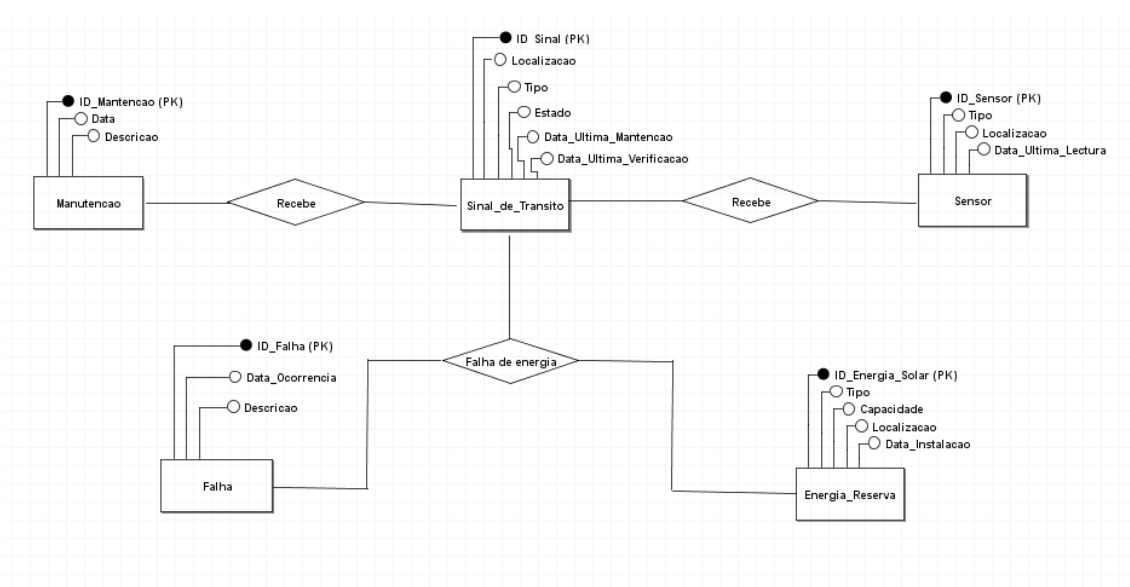 ID_Sinal (PK)
Localizacao
Tipo
Estado
Data_Ultima_Mantencao
Data_Ultima_Verificacao
ID_Mantencao (PK)
Data
Descricao
ID_Sensor (PK)
Tipo
Localizacao
Data_Ultima_Lectura
Manutencao
Recebe
Sinal_de_Transito
Recebe
Sensor
Falha de energia
ID_Falha (PK)
Data_Ocorrencia
Descricao
ID_Energia_Solar (PK)
Tipo
Capacidade
Localizacao
Data_Instalacao
Falha
Energia_Reserva